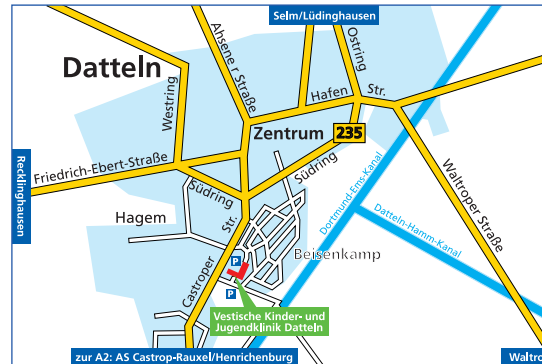 Selm/Lüdinghausen
Datteln
Ahsener Straße
Ostring
Westring
Hafen Str.
Zentrum
235
Recklinghausen
Friedrich-Ebert-Straße
Südring
Südring
Hagem
Castroper Str.
Beisenkamp
Dortmund-Ems-Kanal
Datteln-Hamm-Kanal
Waltroper Straße
P
P
Vestische Kinder- und
Jugendklinik Datteln
zur A2: AS Castrop-Rauxel/Henrichenburg
Waltro